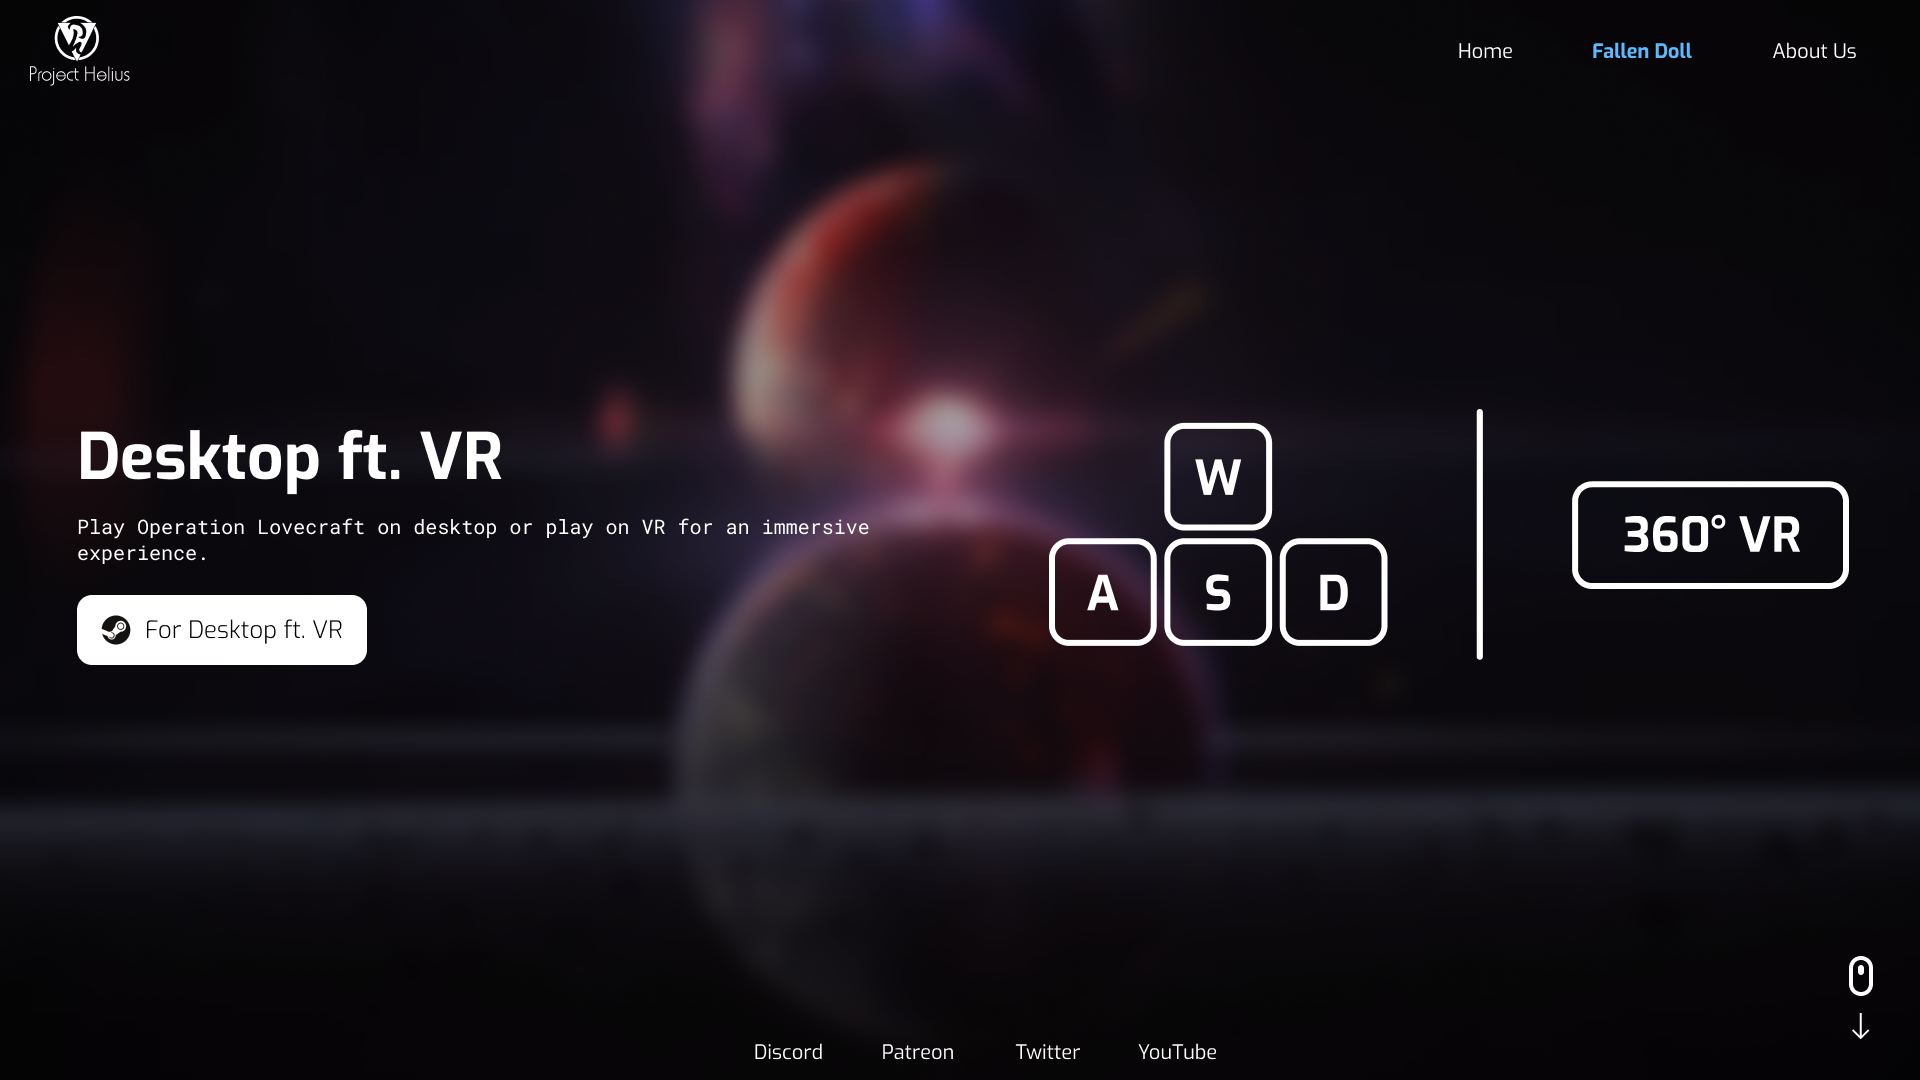 Project Helius
Home
Fallen Doll
About Us
Desktop ft. VR
Play Operation Lovecraft on desktop or play on VR for an immersive
experience.
For Desktop ft. VR
W
A
S
D
360° VR
Discord
Patreon
Twitter
YouTube